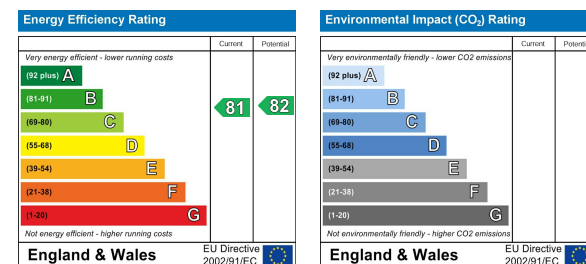 Energy Efficiency Rating
Current Potential
Very energy efficient - lower running costs
(92 plus) A
(81-91) B
81 82
(69-80) C
(55-68) D
(39-54) E
(21-38) F
(1-20) G
Not energy efficient - higher running costs
England & Wales
EU Directive
2002/91/EC
Environmental Impact (CO₂) Rating
Current Potenti
Very environmentally friendly - lower CO2 emissions
(92 plus) A
(81-91) B
(69-80) C
(55-68) D
(39-54) E
(21-38) F
(1-20) G
Not environmentally friendly - higher CO2 emissions
England & Wales
EU Directive
2002/91/EC